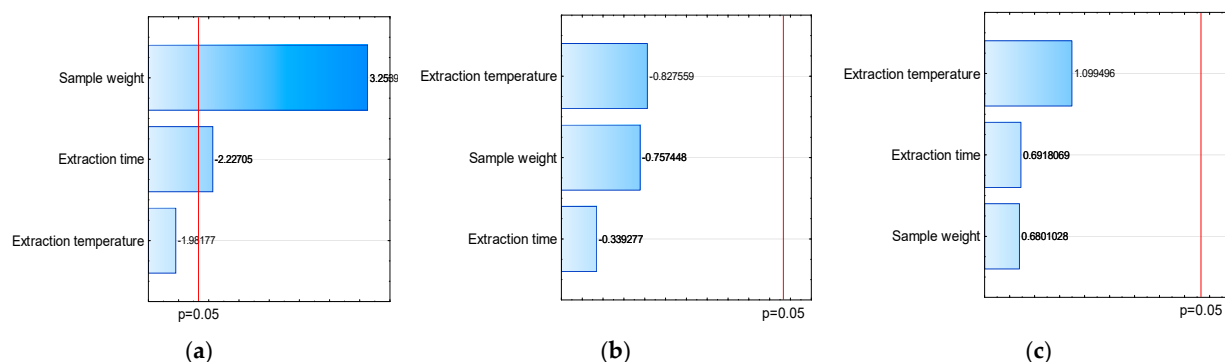 Sample weight
Extraction time
-2.22705
Extraction temperature
-1.98177
p=0.05
(a)
Extraction temperature
-0.827559
Sample weight
-0.757448
Extraction time
-0.339277
p=0.05
(b)
Extraction temperature
1.099496
Extraction time
0.6918069
Sample weight
0.6801028
p=0.05
(c)